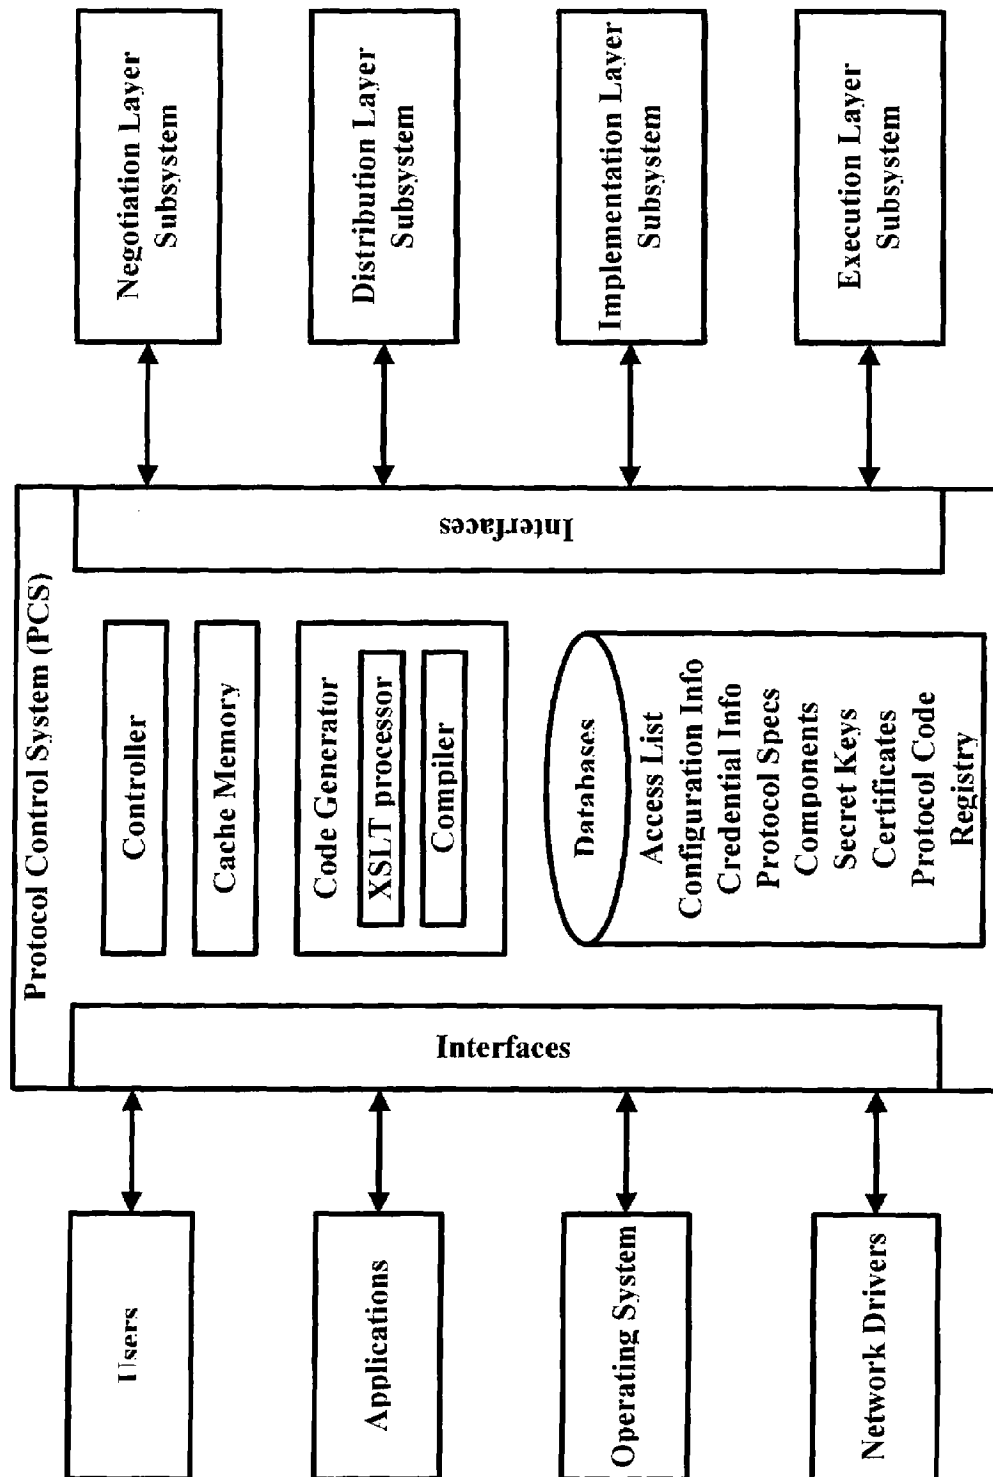 Protocol Control System (PCS)
Users
Applications
Operating System
Network Drivers
Interfaces
Controller
Cache Memory
Code Generator
XSLT processor
Compiler
Databases
Access List
Configuration Info
Credential Info
Protocol Specs
Components
Secret Keys
Certificates
Protocol Code
Registry
Interfaces
Negotiation Layer
Subsystem
Distribution Layer
Subsystem
Implementation Layer
Subsystem
Execution Layer
Subsystem